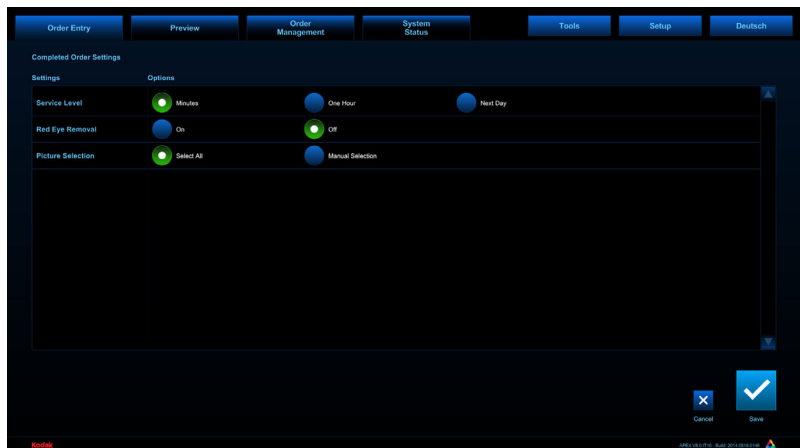 Order Entry
Preview
Order
Management
System
Status
Tools
Setup
Deutsch
Completed Order Settings
Settings Options
Service Level Minutes One Hour Next Day
Red Eye Removal On Off
Picture Selection Select All Manual Selection
Cancel Save
Kodak